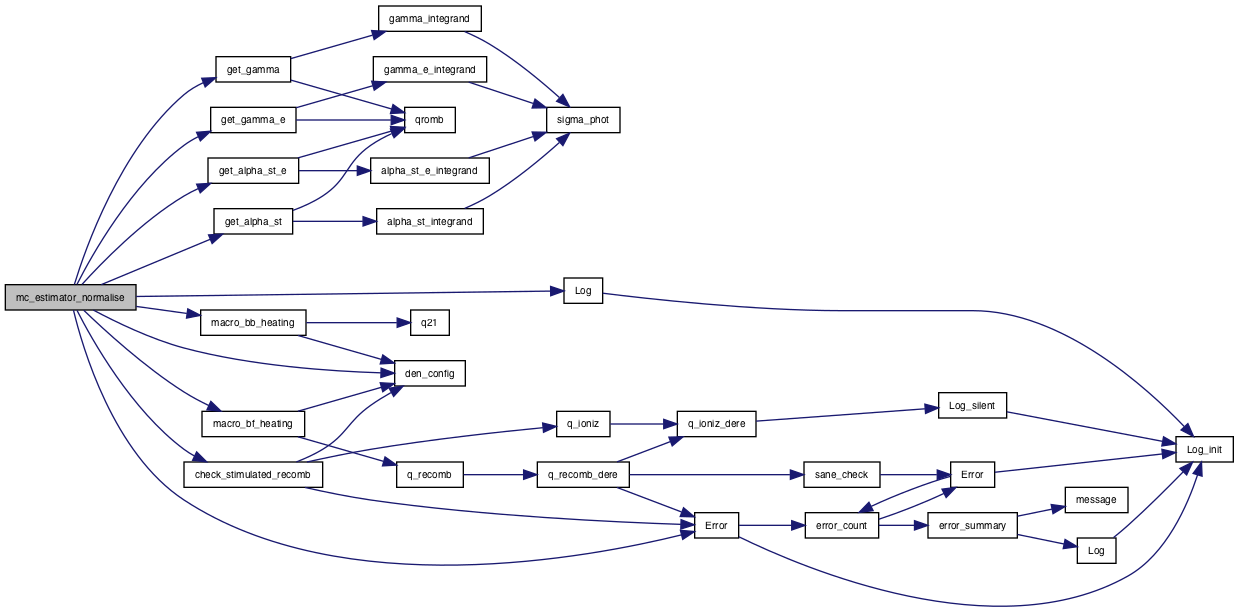 gamma_integrand
get_gamma
gamma_e_integrand
get_gamma_e
qromb
sigma_phot
get_alpha_st_e
alpha_st_e_integrand
get_alpha_st
alpha_st_integrand
mc_estimator_normalise
Log
macro_bb_heating
q21
den_config
macro_bf_heating
q_ioniz
q_ioniz_dere
Log_silent
Log_init
check_stimulated_recomb
q_recomb
q_recomb_dere
sane_check
Error
message
Error
error_count
error_summary
Log